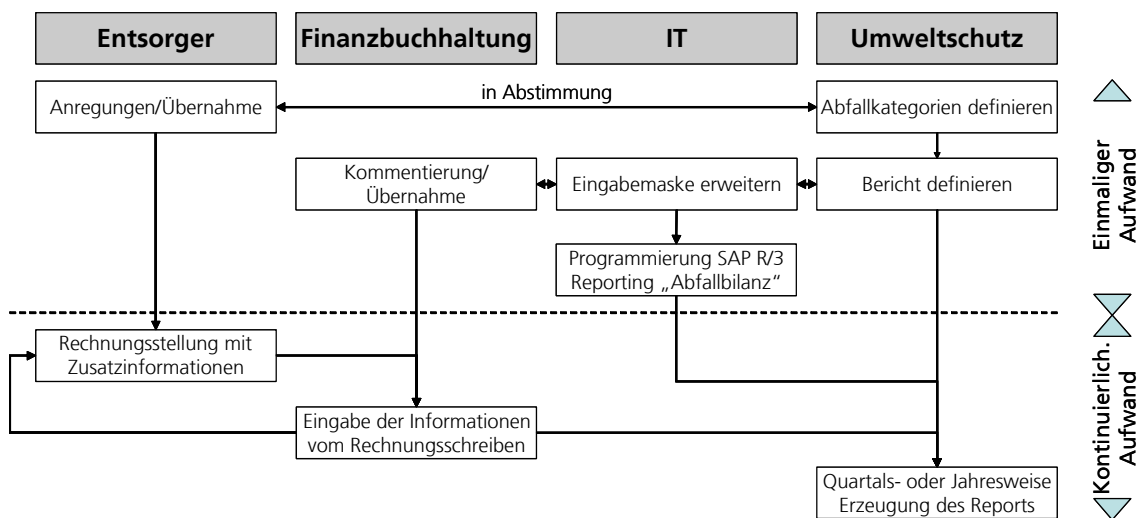 Entsorger
Finanzbuchhaltung
IT
Umweltschutz
Anregungen/Übernahme
in Abstimmung
Abfallkategorien definieren
Kommentierung/
Übernahme
Eingabemaske erweitern
Bericht definieren
Programmierung SAP R/3
Reporting „Abfallbilanz“
Einmaliger
Aufwand
Rechnungsstellung mit
Zusatzinformationen
Eingabe der Informationen
vom Rechnungsschreiben
Quartals- oder Jahresweise
Erzeugung des Reports
Kontinuierlich.
Aufwand